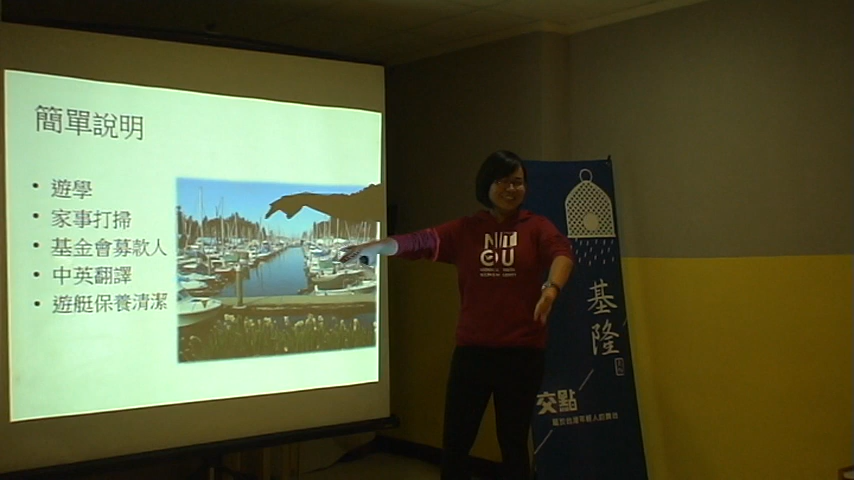 簡單說明
• 遊學
• 家事打掃
• 基金會募款人
• 中英翻譯
• 遊艇保養清潔
NT
OU
基隆
交點